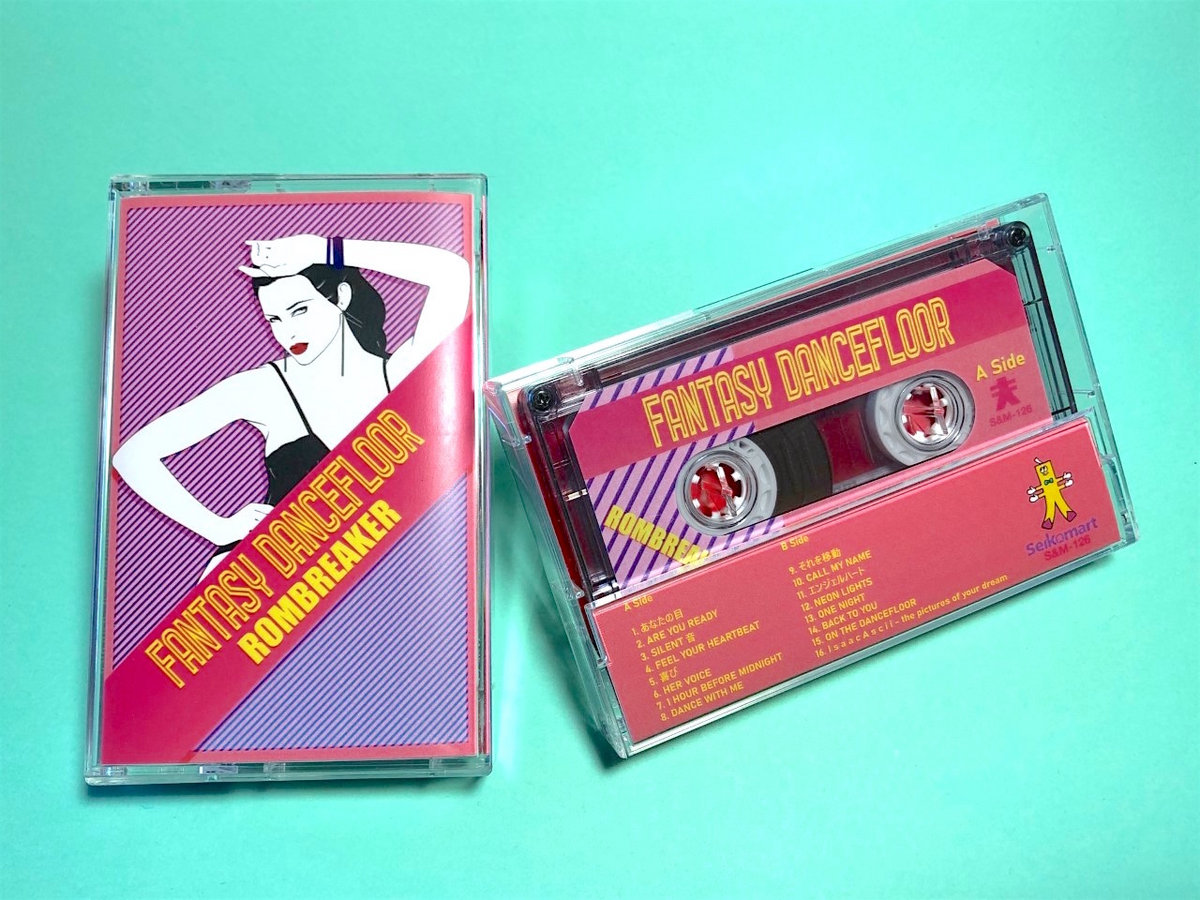 FANTASY DANCEFLOOR
ROMBREAKER
FANTASY DANCEFLOOR
A Side
S&M-126
ROMBREA
A Side
1. あなたの目
2. ARE YOU READY
3. SILENT 音
4. FEEL YOUR HEARTBEAT
5. 喜び
6. HER VOICE
7. 1 HOUR BEFORE MIDNIGHT
8. DANCE WITH ME
B Side
9. それを移動
10. CALL MY NAME
11. エンジェルハート
12. NEON LIGHTS
13. ONE NIGHT
14. BACK TO YOU
15. ON THE DANCEFLOOR
16. IsaacAscii - the pictures of your dream
Seikomart
S&M-126